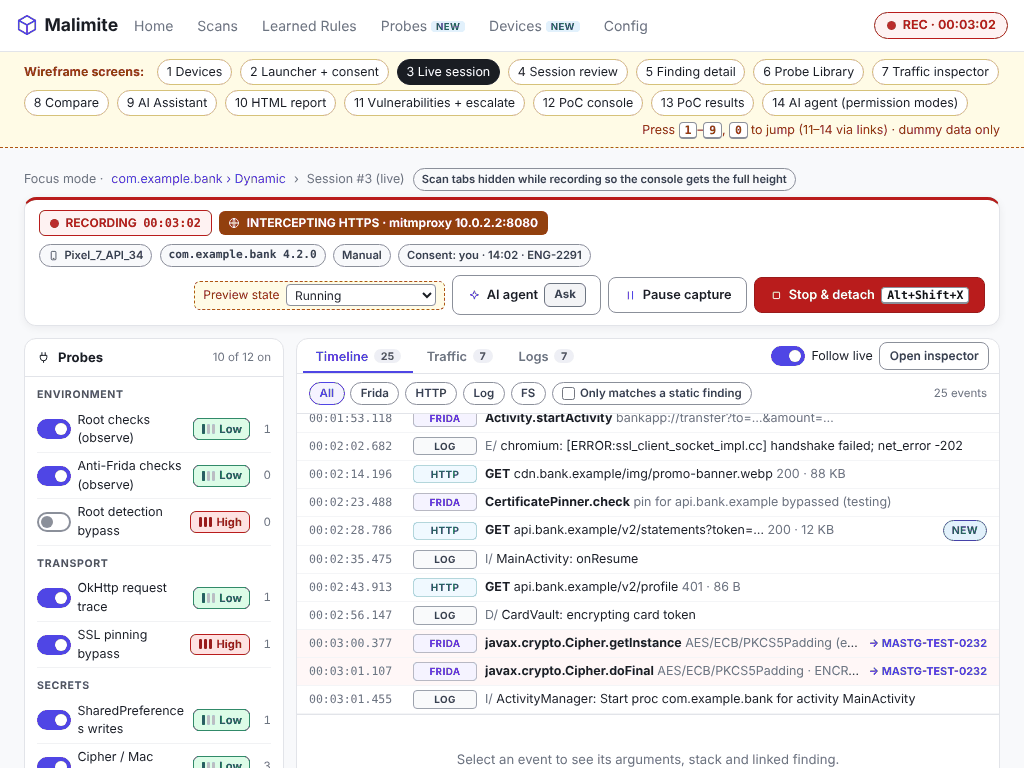 Malimite Home Scans Learned Rules Probes NEW Devices NEW Config REC · 00:03:02
Wireframe screens: 1 Devices 2 Launcher + consent 3 Live session 4 Session review 5 Finding detail 6 Probe Library 7 Traffic inspector
8 Compare 9 AI Assistant 10 HTML report 11 Vulnerabilities + escalate 12 PoC console 13 PoC results 14 AI agent (permission modes)
Press 1–9, 0 to jump (11–14 via links) · dummy data only
Focus mode · com.example.bank › Dynamic › Session #3 (live) Scan tabs hidden while recording so the console gets the full height
RECORDING 00:03:02 INTERCEPTING HTTPS · mitmproxy 10.0.2.2:8080
Pixel_7_API_34 com.example.bank 4.2.0 Manual Consent: you · 14:02 · ENG-2291
Preview state Running AI agent Ask Pause capture Stop & detach Alt+Shift+X
Probes 10 of 12 on
ENVIRONMENT
Root checks
(observe) Low 1
Anti-Frida checks
(observe) Low 0
Root detection
bypass High 0
TRANSPORT
OkHttp request
trace Low 1
SSL pinning
bypass High 1
SECRETS
SharedPreference
s writes Low 1
Cipher / Mac Low 3
Timeline 25 Traffic 7 Logs 7 Follow live Open inspector
All Frida HTTP Log FS Only matches a static finding 25 events
00:01:53.118 FRIDA Activity.startActivity bankapp://transfer?to=…&amount=…
00:02:02.682 LOG E/ chromium: [ERROR:ssl_client_socket_impl.cc] handshake failed; net_error -202
00:02:14.196 HTTP GET cdn.bank.example/img/promo-banner.webp 200 · 88 KB
00:02:23.488 FRIDA CertificatePinner.check pin for api.bank.example bypassed (testing)
00:02:28.786 HTTP GET api.bank.example/v2/statements?token=… 200 · 12 KB NEW
00:02:35.475 LOG I/ MainActivity: onResume
00:02:43.913 HTTP GET api.bank.example/v2/profile 401 · 86 B
00:02:56.147 LOG D/ CardVault: encrypting card token
00:03:00.377 FRIDA javax.crypto.Cipher.getInstance AES/ECB/PKCS5Padding (e… → MASTG-TEST-0232
00:03:01.107 FRIDA javax.crypto.Cipher.doFinal AES/ECB/PKCS5Padding · ENCR… → MASTG-TEST-0232
00:03:01.455 LOG I/ ActivityManager: Start proc com.example.bank for activity MainActivity
Select an event to see its arguments, stack and linked finding.